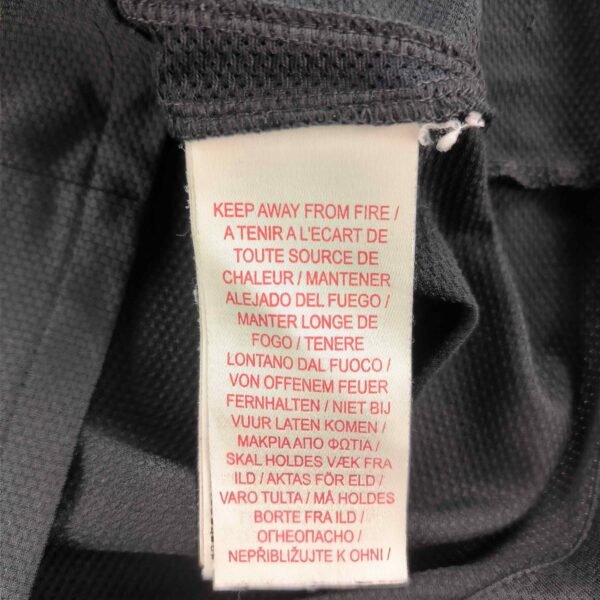 KEEP AWAY FROM FIRE /
A TENIR A L'ECART DE
TOUTE SOURCE DE
CHALEUR / MANTENER
ALEJADO DEL FUEGO /
MANTER LONGE DE
FOGO / TENERE
LONTANO DAL FUOCO /
VON OFFENEM FEUER
FERNHALTEN / NIET BIJ
VUUR LATEN KOMEN /
ΜΑΚΡΙΑ ΑΠΟ ΦΩΤΙΑ /
SKAL HOLDES VÆK FRA
ILD / AKTAS FÖR ELD /
VARO TULTA / MÅ HOLDES
BORTE FRA ILD /
ОГНЕОПАСНО /
NEPŘIBLIŽUJTE K OHNI /